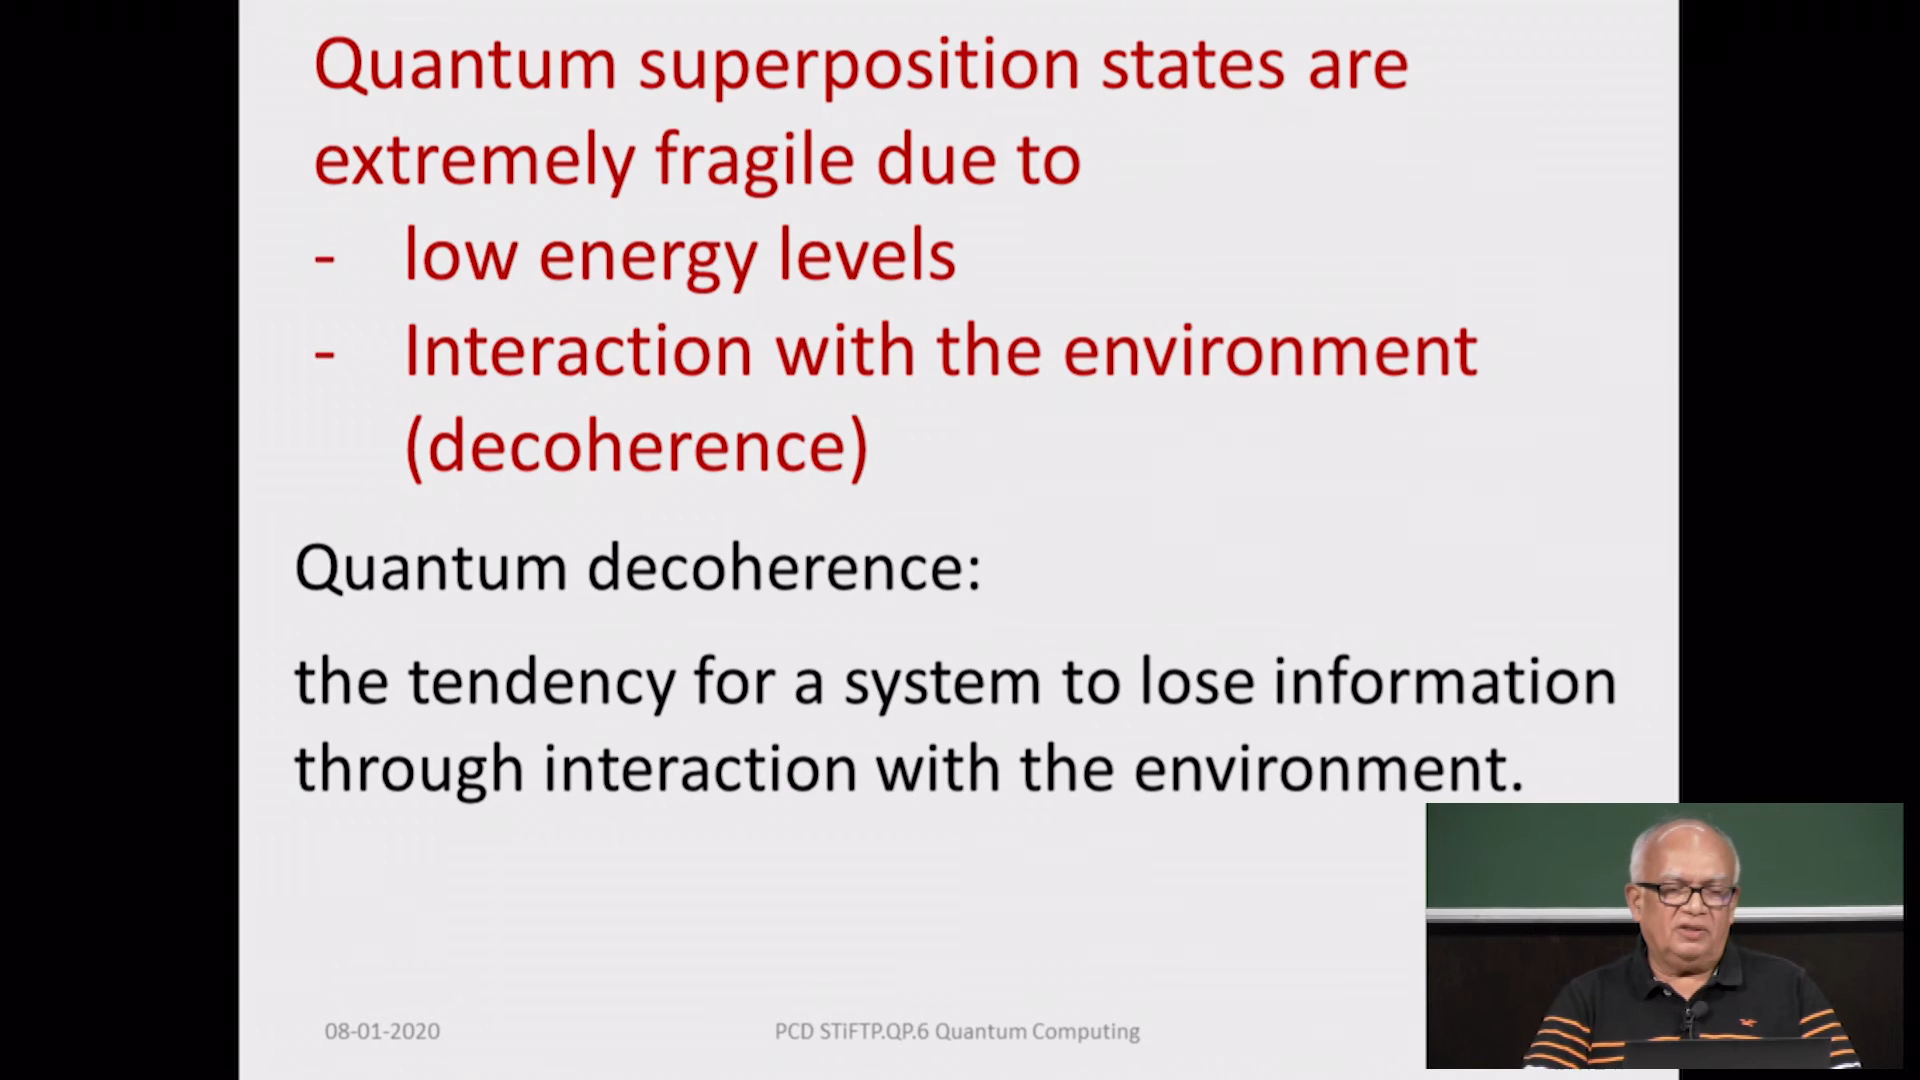 Quantum superposition states are
extremely fragile due to
- low energy levels
- Interaction with the environment
(decoherence)
Quantum decoherence:
the tendency for a system to lose information
through interaction with the environment.
08-01-2020
PCD STiFTP.QP.6 Quantum Computing